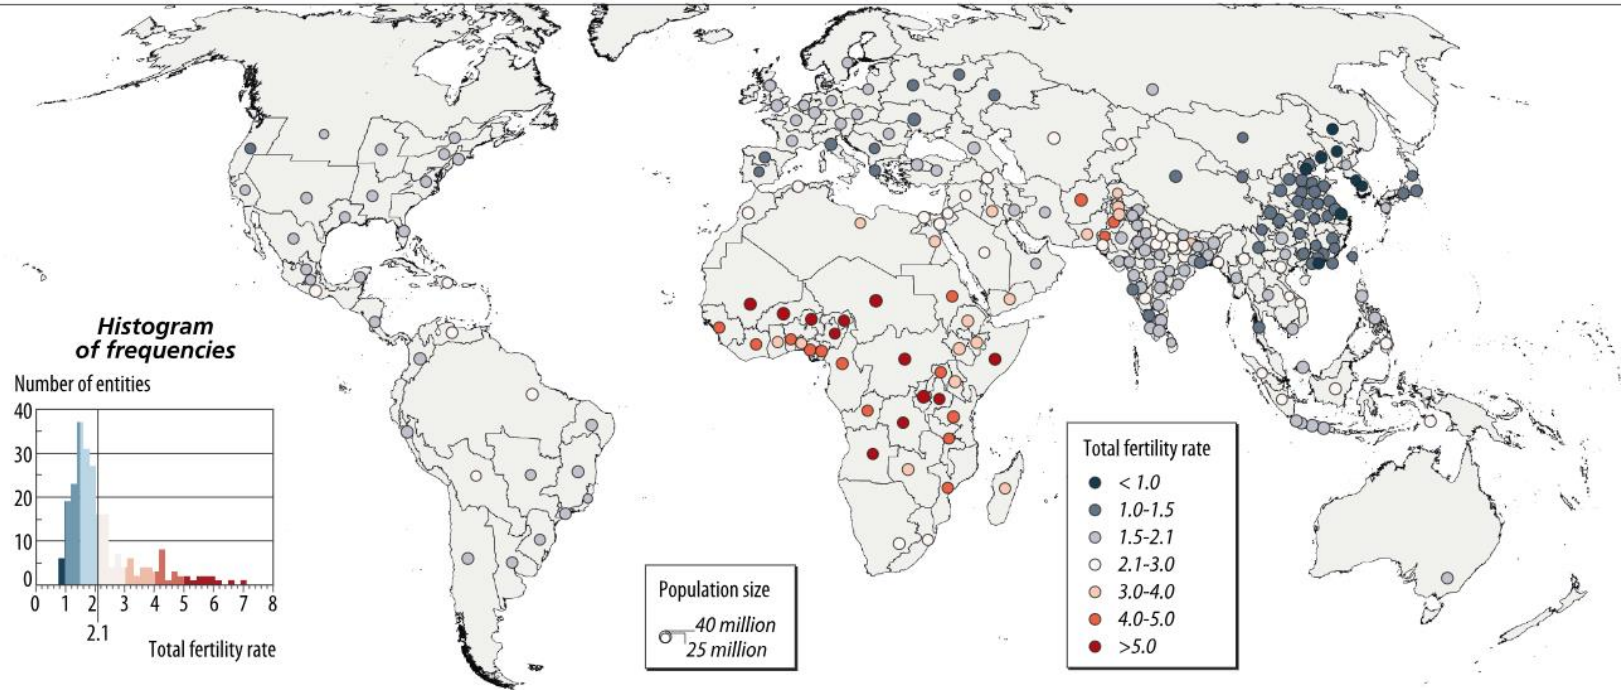 Histogram
of frequencies
Number of entities
40
30
20
10
0
0 1 2 3 4 5 6 7 8
2.1
Total fertility rate
Population size
40 million
25 million
Total fertility rate
< 1.0
1.0-1.5
1.5-2.1
2.1-3.0
3.0-4.0
4.0-5.0
>5.0